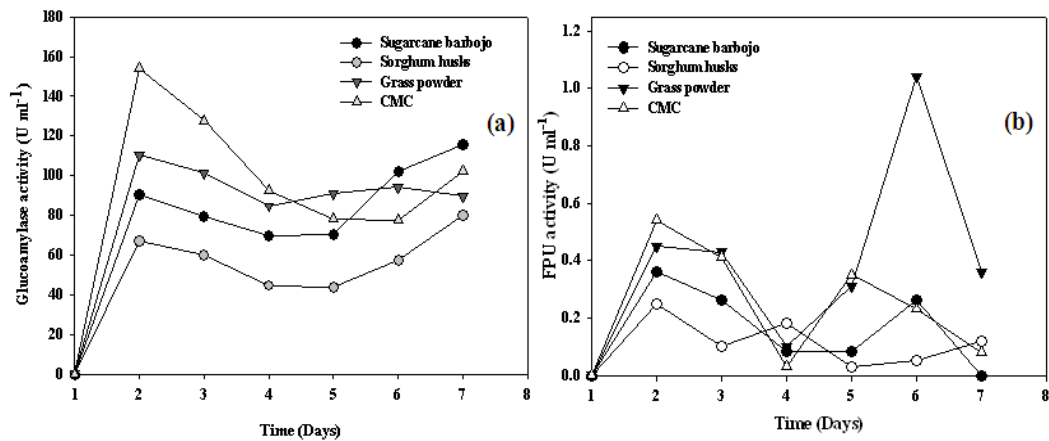 (a)
Glucoamylase activity (U ml⁻¹)
180
160
140
120
100
80
60
40
20
0
Sugarcane barbojo
Sorghum husks
Grass powder
CMC
1 2 3 4 5 6 7 8
Time (Days)
(b)
FPU activity (U ml⁻¹)
1.2
1.0
0.8
0.6
0.4
0.2
0.0
Sugarcane barbojo
Sorghum husks
Grass powder
CMC
1 2 3 4 5 6 7 8
Time (Days)